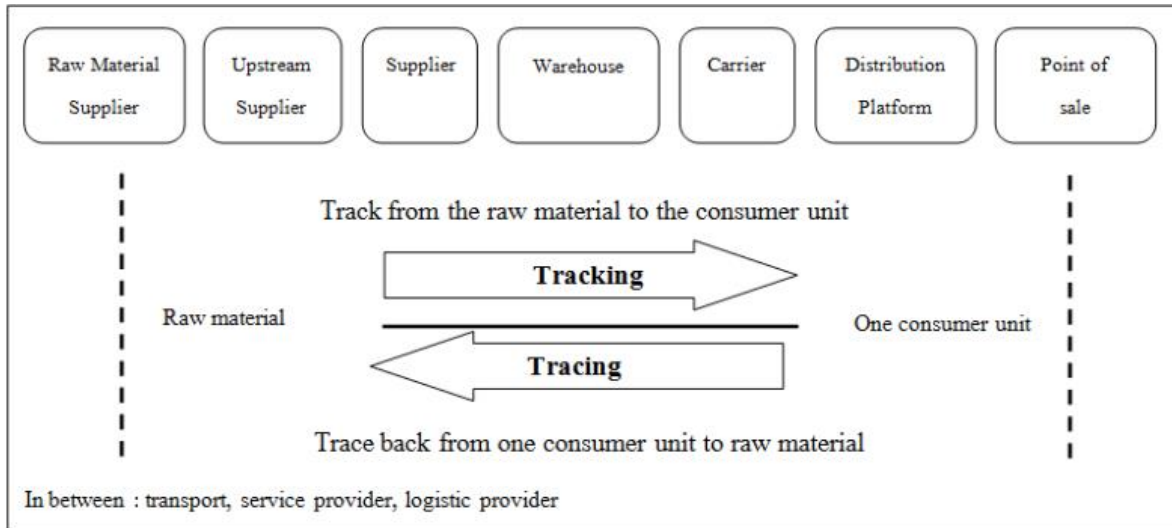 Raw Material
Supplier
Upstream
Supplier
Supplier
Warehouse
Carrier
Distribution
Platform
Point of
sale
Track from the raw material to the consumer unit
Tracking
Raw material
One consumer unit
Tracing
Trace back from one consumer unit to raw material
In between : transport, service provider, logistic provider